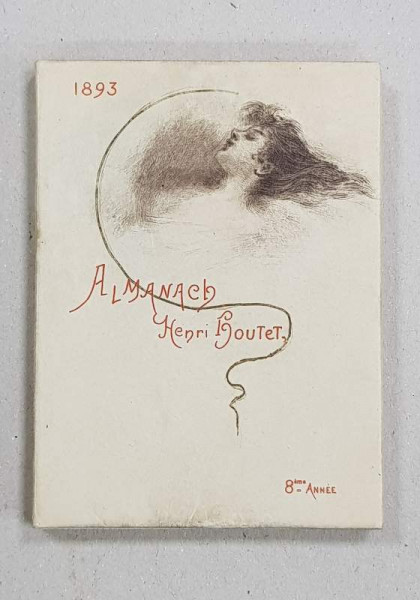 1893
ALMANACh
Henri Boutet.
8ème ANNÉE